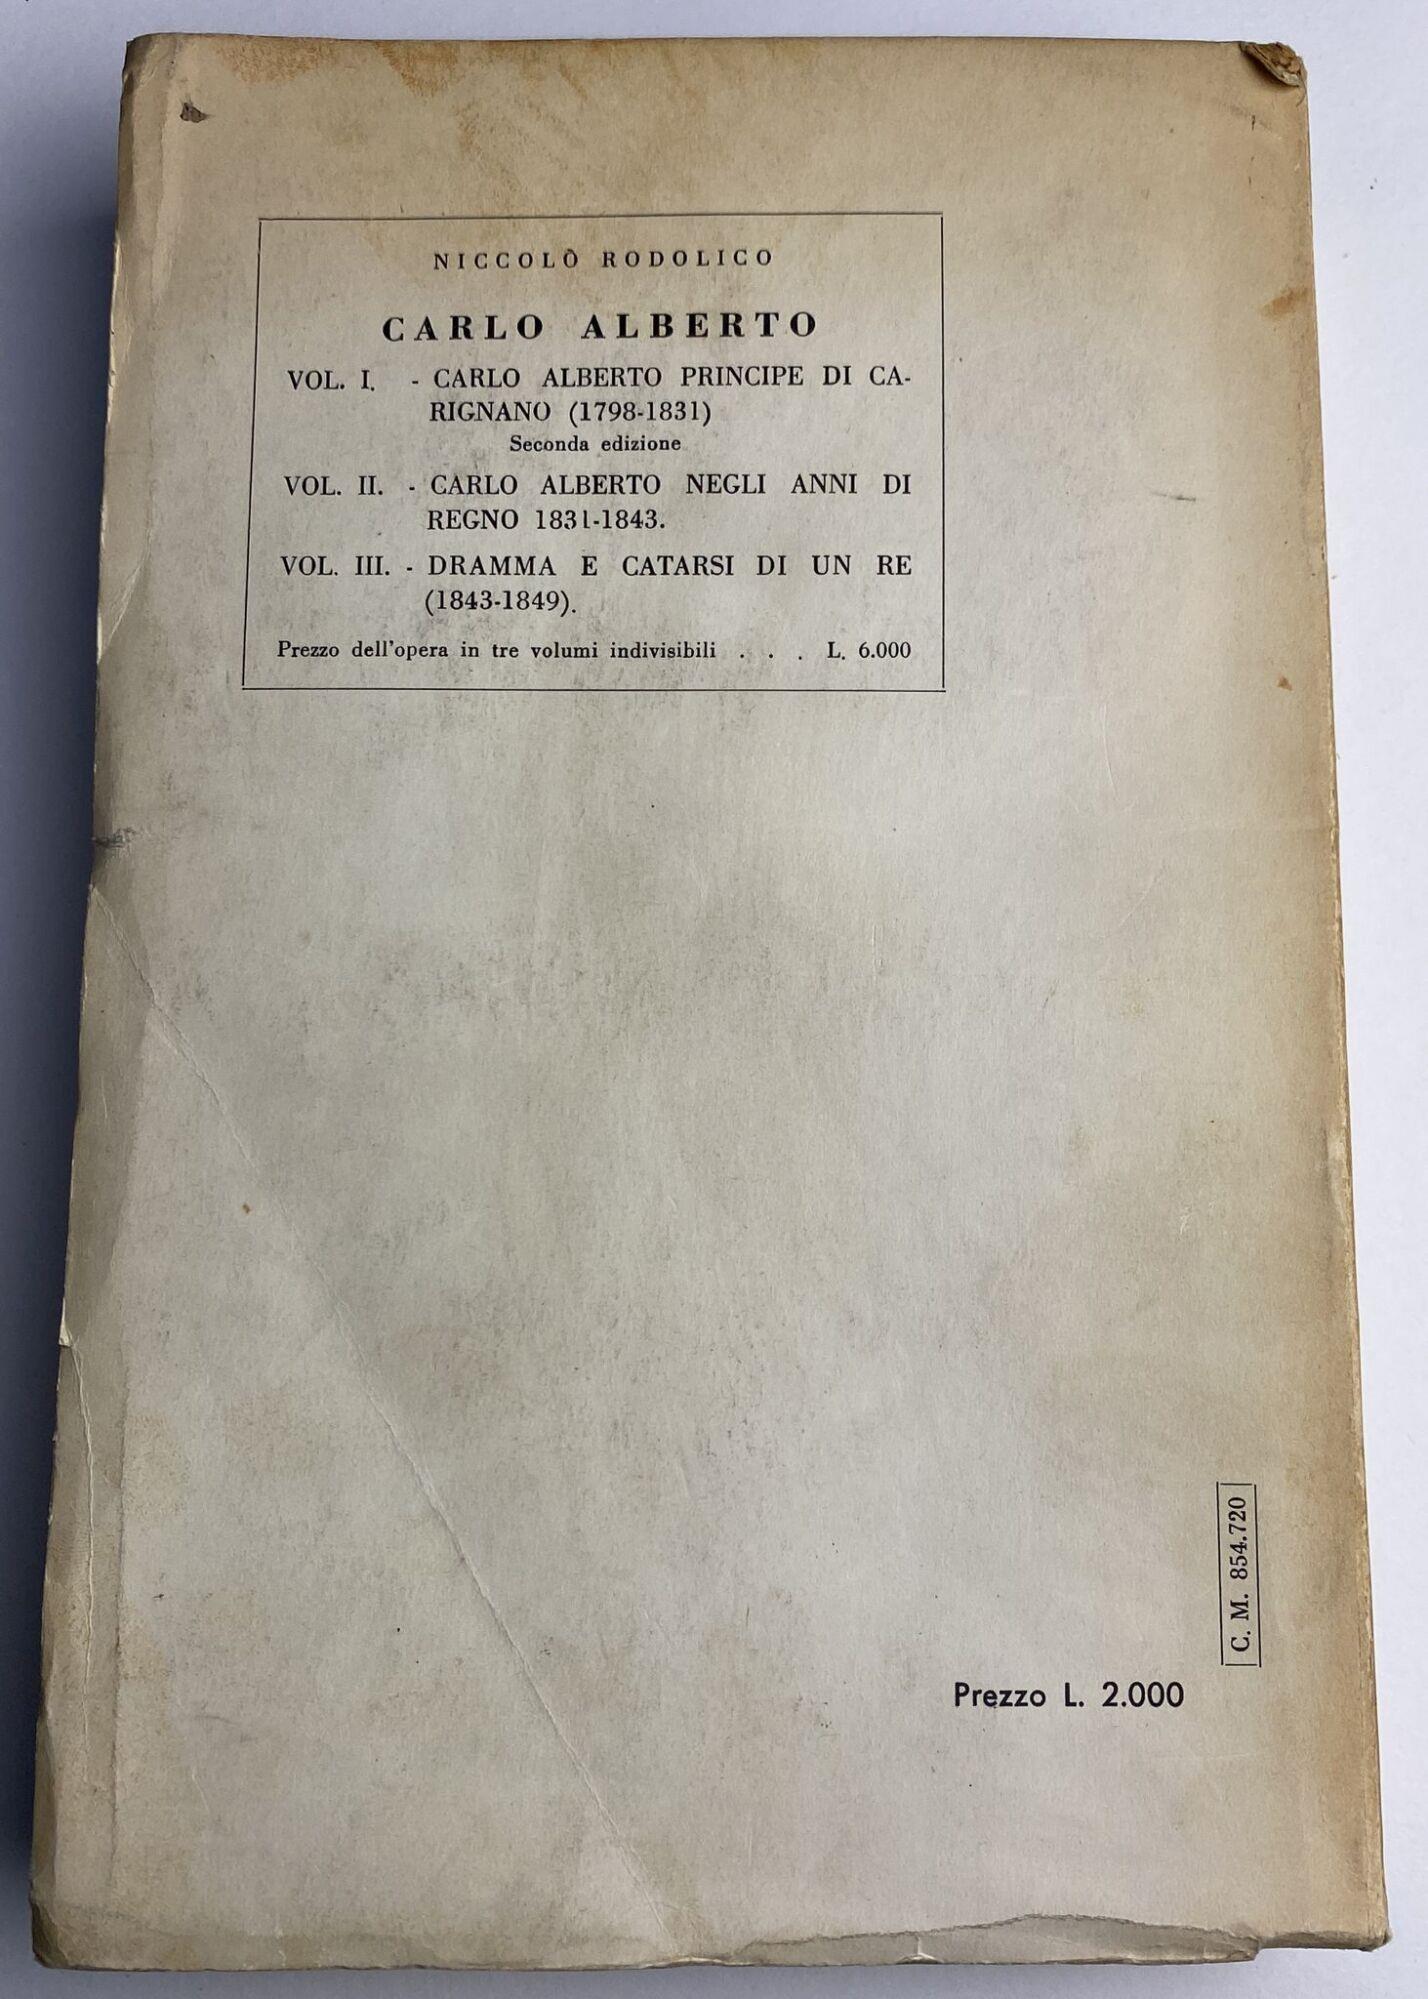 NICCOLÒ RODOLICO
CARLO ALBERTO
VOL. I. - CARLO ALBERTO PRINCIPE DI CA-
RIGNANO (1798-1831)
Seconda edizione
VOL. II. - CARLO ALBERTO NEGLI ANNI DI
REGNO 1831-1843.
VOL. III. - DRAMMA E CATARSI DI UN RE
(1843-1849).
Prezzo dell'opera in tre volumi indivisibili . . . L. 6.000
C. M. 854.720
Prezzo L. 2.000